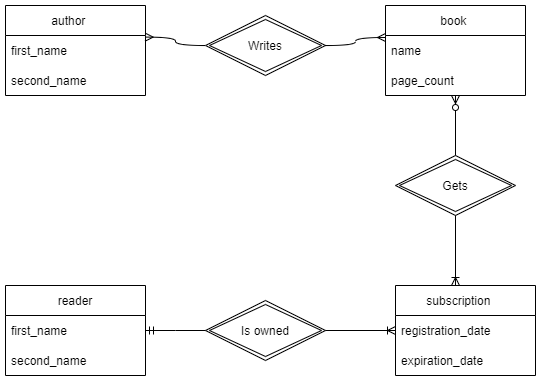 author
first_name
second_name
Writes
book
name
page_count
Gets
reader
first_name
second_name
Is owned
subscription
registration_date
expiration_date